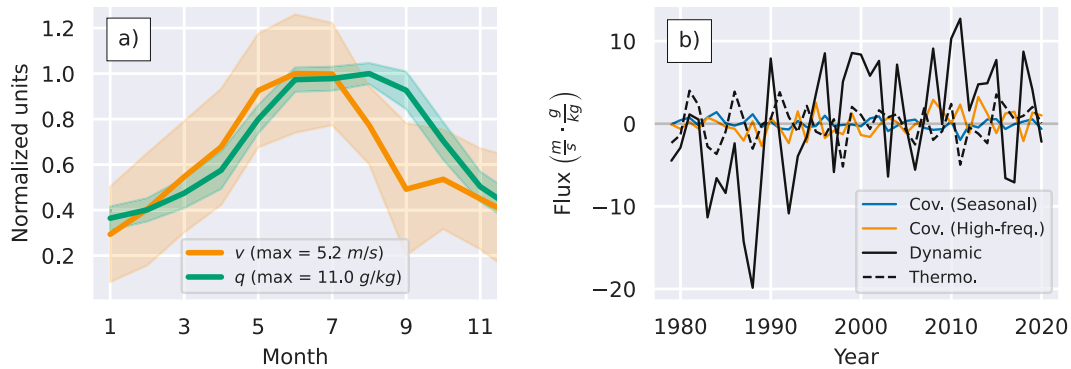 a)
1.2
1.0
0.8
0.6
0.4
0.2
Normalized units
v (max = 5.2 m/s)
q (max = 11.0 g/kg)
1 3 5 7 9 11
Month
b)
10
0
−10
−20
Flux (m/s · g/kg)
Cov. (Seasonal)
Cov. (High-freq.)
Dynamic
Thermo.
1980 1990 2000 2010 2020
Year